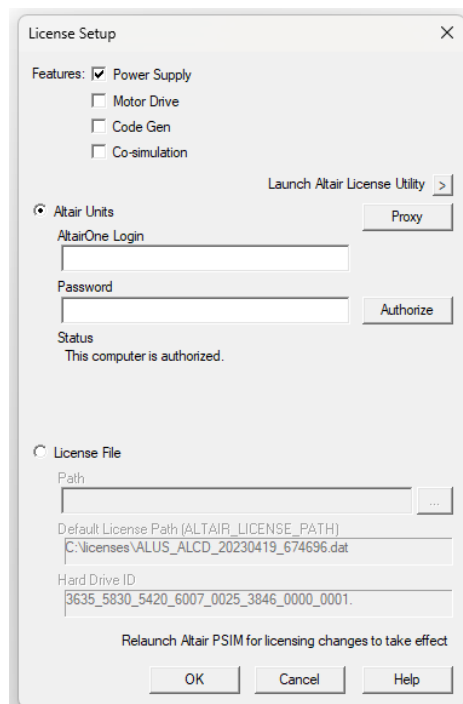 License Setup
Features: Power Supply
Motor Drive
Code Gen
Co-simulation
Launch Altair License Utility >
Altair Units
Proxy
AltairOne Login
Password
Authorize
Status
This computer is authorized.
License File
Path
...
Default License Path (ALTAIR_LICENSE_PATH)
C:\licenses\ALUS_ALCD_20230419_674696.dat
Hard Drive ID
3635_5830_5420_6007_0025_3846_0000_0001.
Relaunch Altair PSIM for licensing changes to take effect
OK Cancel Help